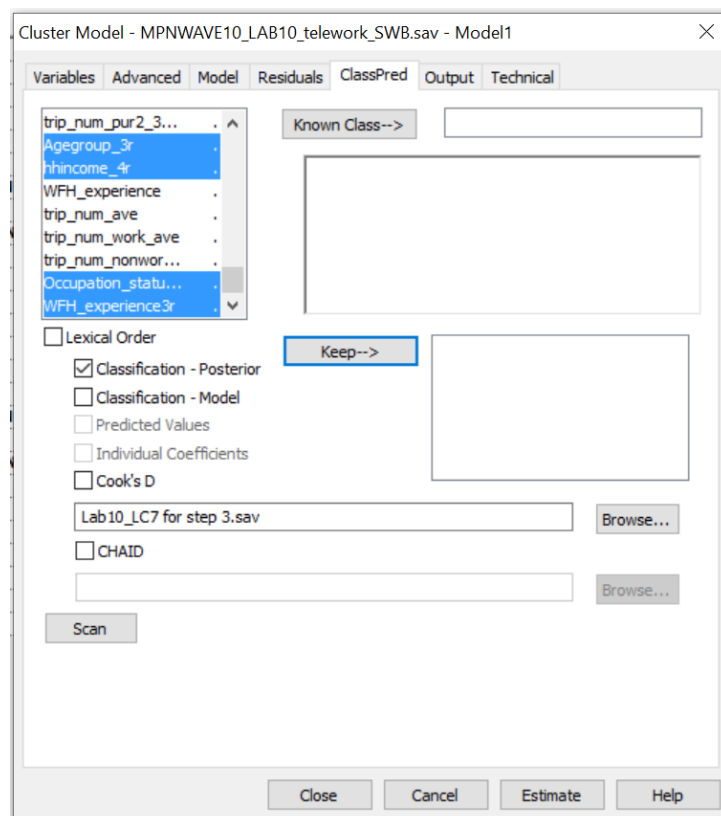 Cluster Model - MPNWAVE10_LAB10_telework_SWB.sav - Model1
Variables Advanced Model Residuals ClassPred Output Technical
trip_num_pur2_3... .
Agegroup_3r .
hhincome_4r .
WFH_experience .
trip_num_ave .
trip_num_work_ave .
trip_num_nonwor... .
Occupation_statu... .
WFH_experience3r .
Known Class-->
Lexical Order
Keep-->
Classification - Posterior
Classification - Model
Predicted Values
Individual Coefficients
Cook's D
Lab10_LC7 for step 3.sav
Browse...
CHAID
Browse...
Scan
Close Cancel Estimate Help